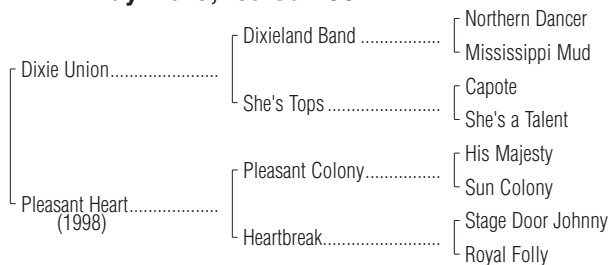 Dixieland Band
Northern Dancer
Mississippi Mud
Dixie Union
She's Tops
Capote
She's a Talent
Pleasant Colony
His Majesty
Sun Colony
Pleasant Heart
(1998)
Heartbreak
Stage Door Johnny
Royal Folly